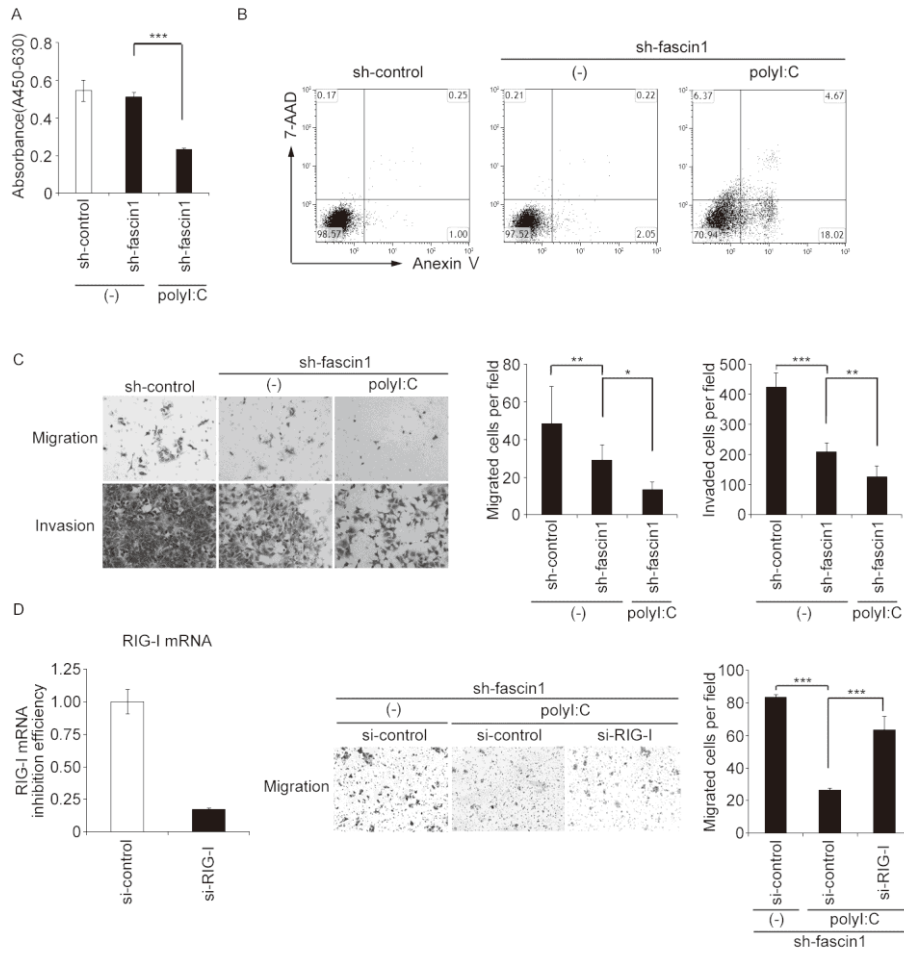 A
Absorbance(A450-630)
0.8
0.6
0.4
0.2
0
***
sh-control
sh-fascin1
sh-fascin1
(-)
polyI:C
B
sh-fascin1
sh-control
(-)
polyI:C
7-AAD
0.17
0.25
98.57
1.00
0.21
0.22
97.52
2.05
6.37
4.67
70.94
18.02
Anexin V
C
sh-fascin1
sh-control
(-)
polyI:C
Migration
Invasion
Migrated cells per field
80
60
40
20
0
**
*
sh-control
sh-fascin1
sh-fascin1
(-)
polyI:C
Invaded cells per field
500
400
300
200
100
0
***
**
sh-control
sh-fascin1
sh-fascin1
(-)
polyI:C
D
RIG-I mRNA
RIG-I mRNA
inhibition efficiency
1.25
1.00
0.75
0.50
0.25
0
si-control
si-RIG-I
sh-fascin1
(-)
polyI:C
si-control
si-control
si-RIG-I
Migration
Migrated cells per field
100
80
60
40
20
0
***
***
si-control
si-control
si-RIG-I
(-)
polyI:C
sh-fascin1